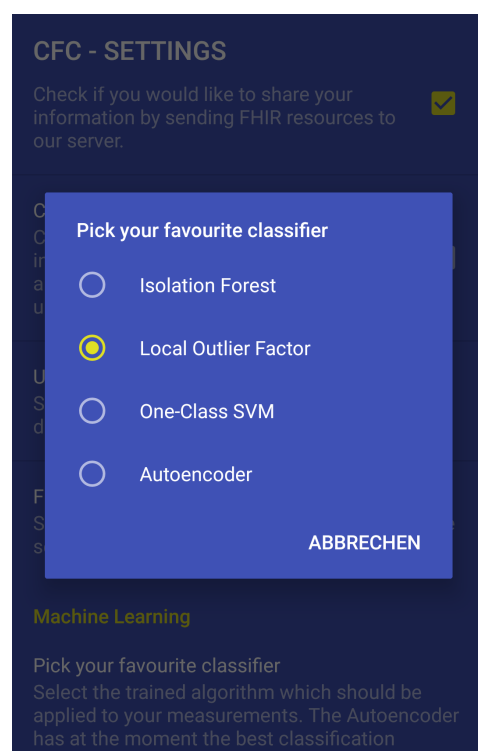 CFC - SETTINGS
Check if you would like to share your
information by sending FHIR resources to
our server.
Pick your favourite classifier
Isolation Forest
Local Outlier Factor
One-Class SVM
Autoencoder
ABBRECHEN
Machine Learning
Pick your favourite classifier
Select the trained algorithm which should be
applied to your measurements. The Autoencoder
has at the moment the best classification